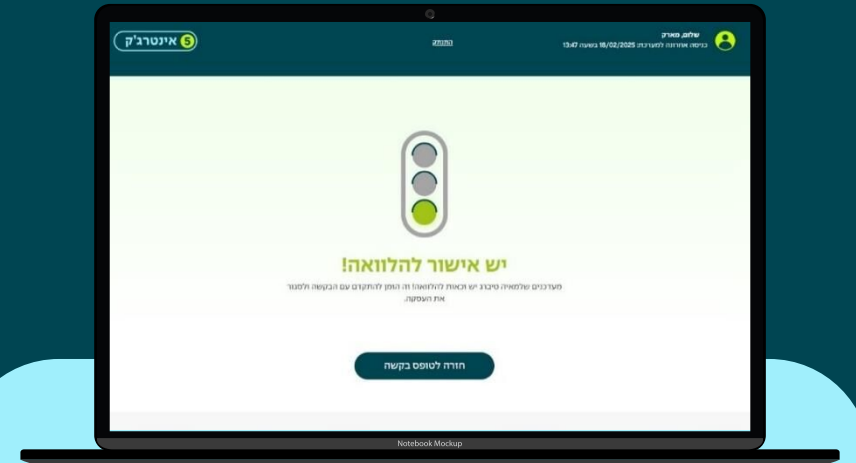 שלום, מארק
כניסה אחרונה למערכת: 18/02/2025 בשעה 13:47
התנתק
אינטרג'ק 5
יש אישור להלוואה!
מעדכנים שלמאיה טיברג יש זכאות להלוואה! זה הזמן להתקדם עם הבקשה ולסגור
את העסקה.
חזרה לטופס בקשה
Notebook Mockup